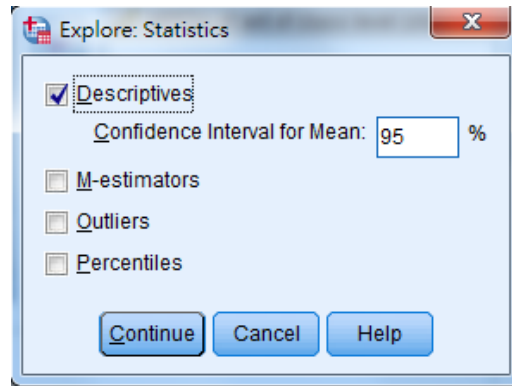 Explore: Statistics
Descriptives
Confidence Interval for Mean: 95 %
M-estimators
Outliers
Percentiles
Continue Cancel Help